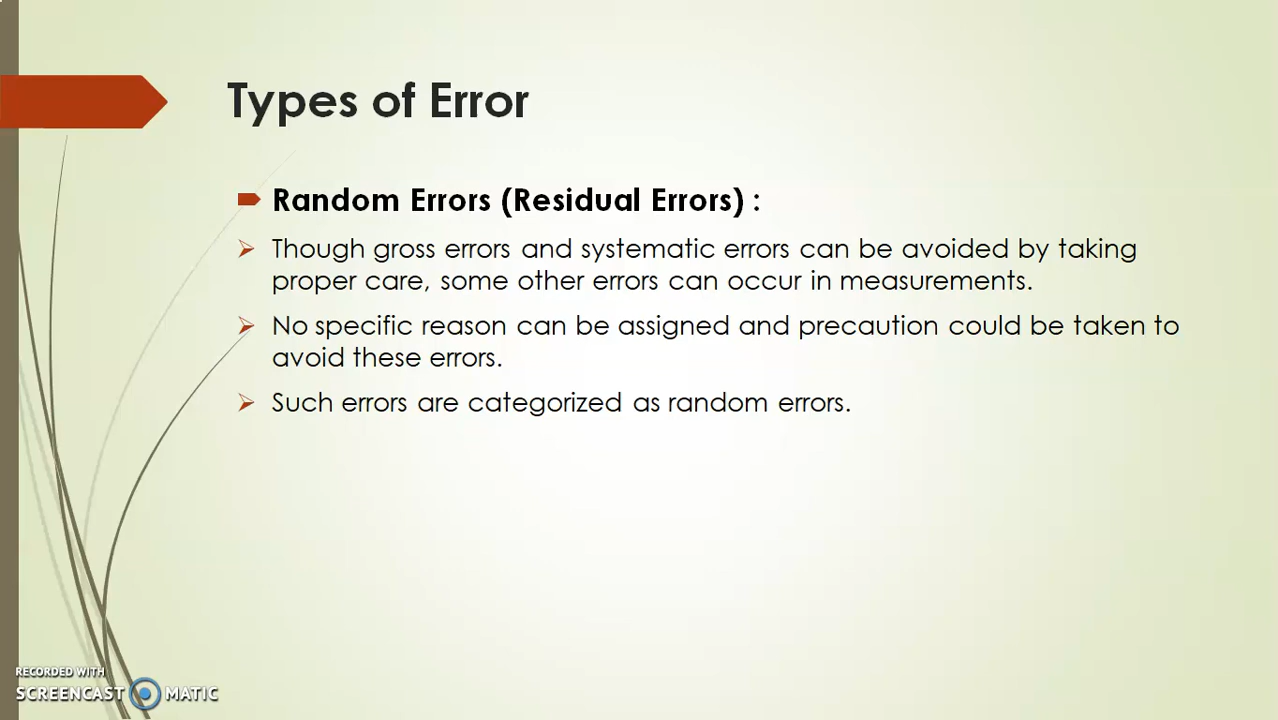 Types of Error
Random Errors (Residual Errors) :
Though gross errors and systematic errors can be avoided by taking
proper care, some other errors can occur in measurements.
No specific reason can be assigned and precaution could be taken to
avoid these errors.
Such errors are categorized as random errors.
RECORDED WITH
SCREENCAST MATIC